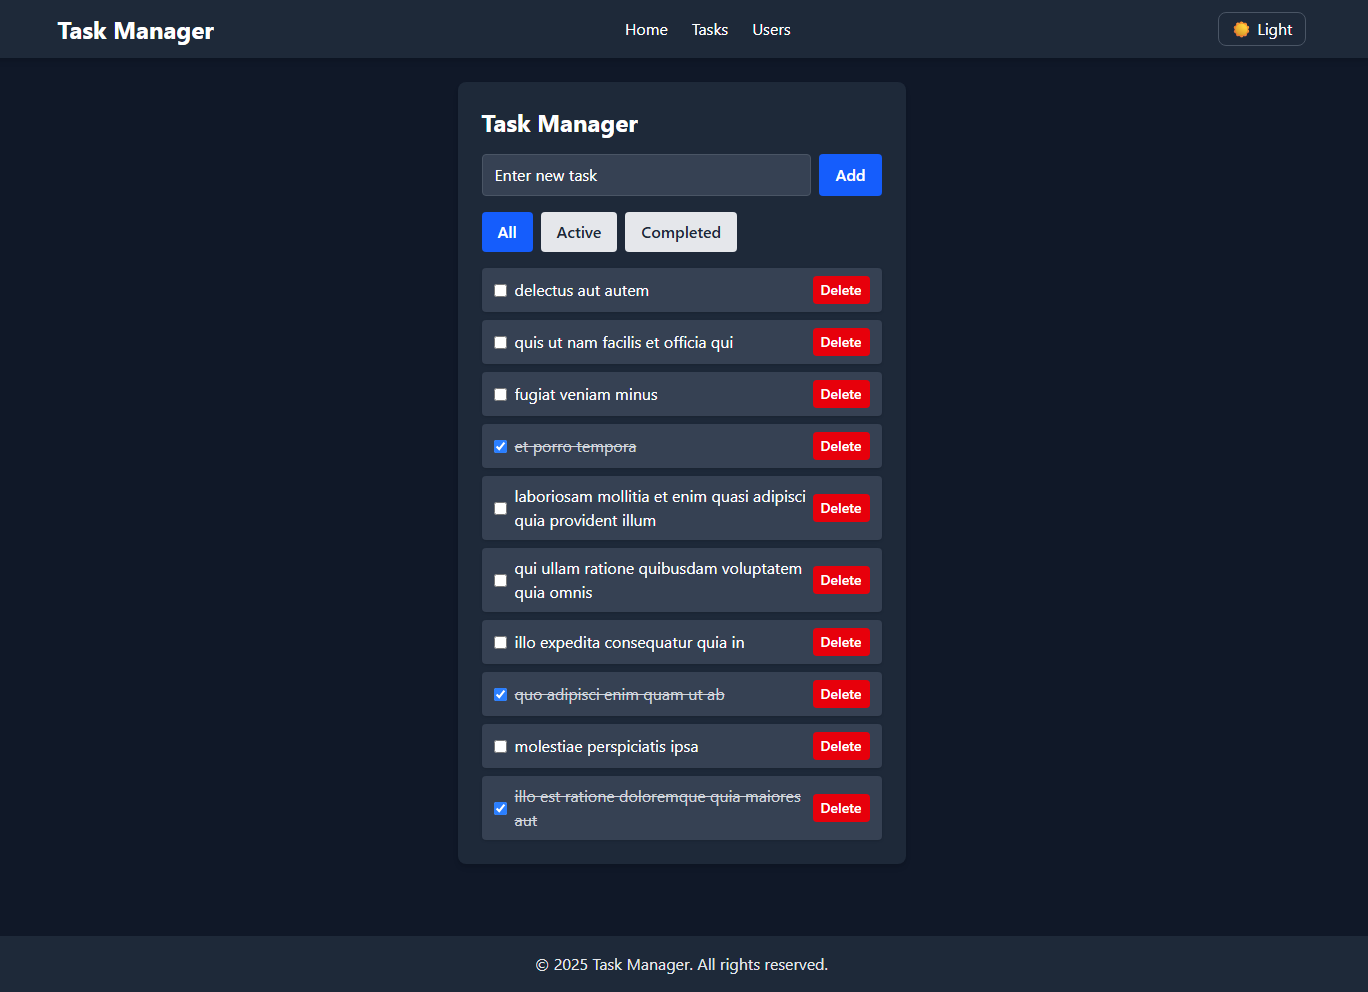 Task Manager
Home Tasks Users
Light
Task Manager
Enter new task
Add
All Active Completed
delectus aut autem
Delete
quis ut nam facilis et officia qui
Delete
fugiat veniam minus
Delete
et porro tempora
Delete
laboriosam mollitia et enim quasi adipisci
quia provident illum
Delete
qui ullam ratione quibusdam voluptatem
quia omnis
Delete
illo expedita consequatur quia in
Delete
quo adipisci enim quam ut ab
Delete
molestiae perspiciatis ipsa
Delete
illo est ratione doloremque quia maiores
aut
Delete
© 2025 Task Manager. All rights reserved.